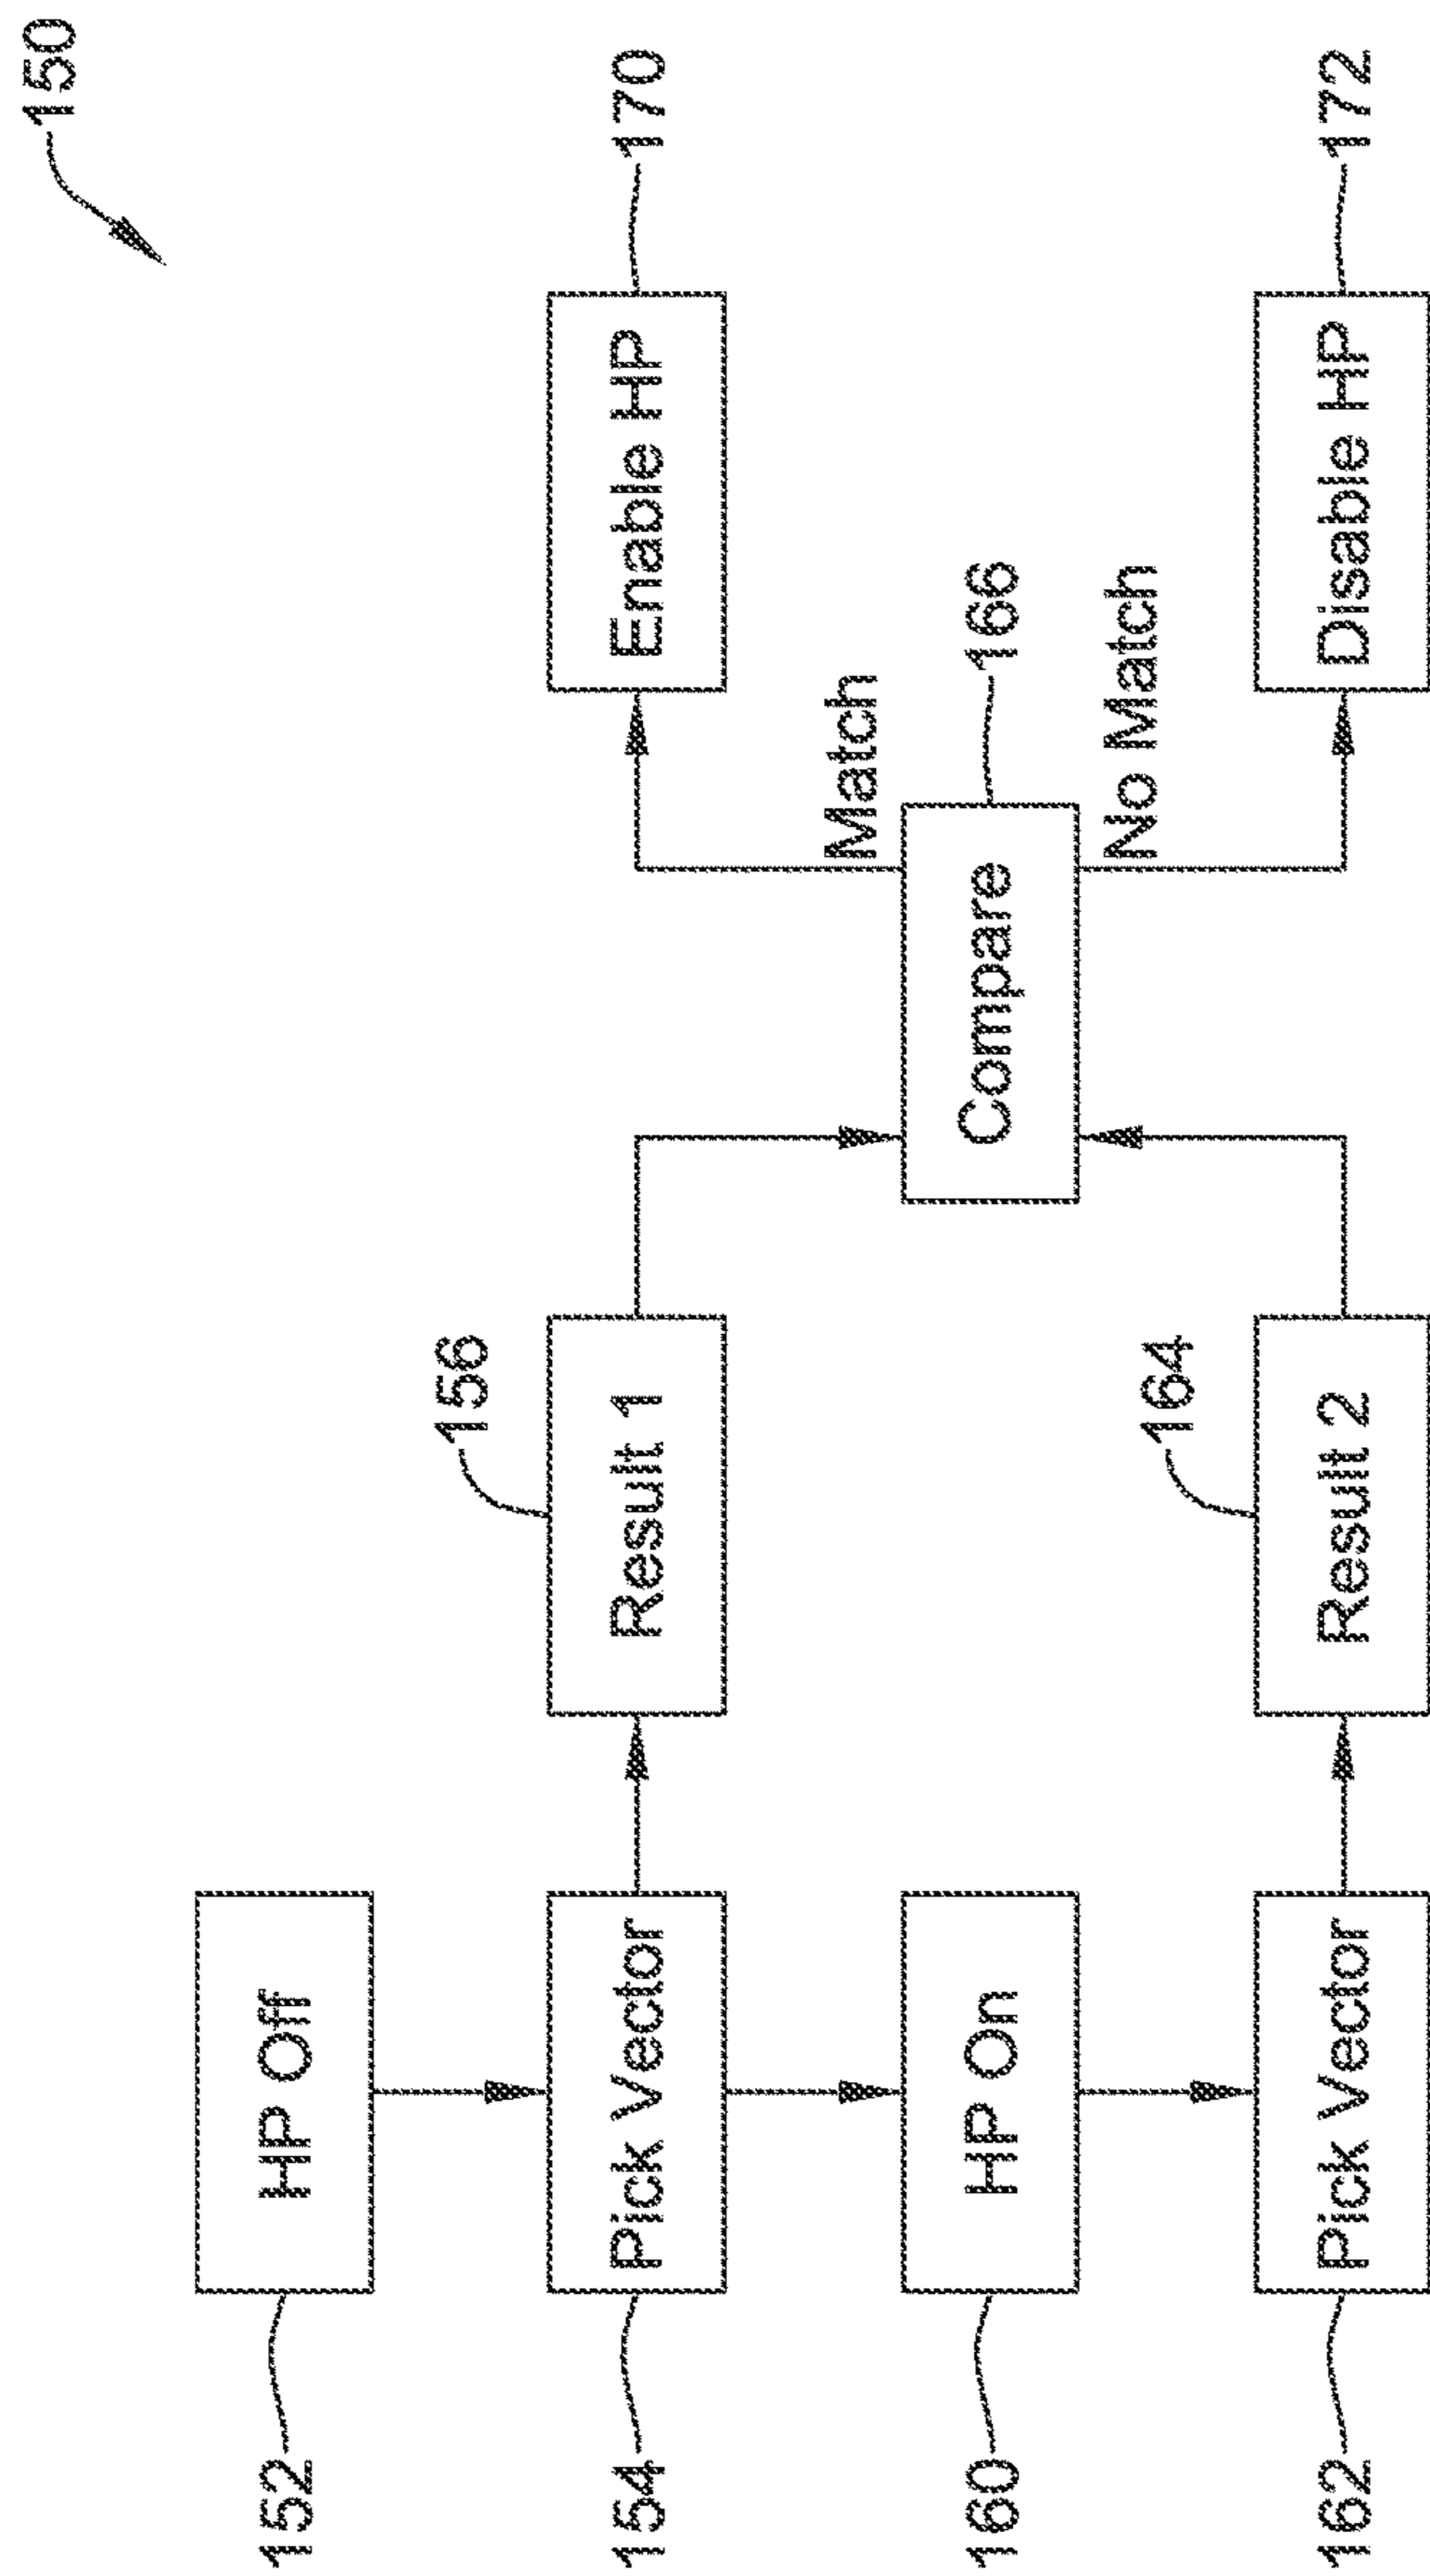 150
152
HP Off
154
Pick Vector
156
Result 1
160
HP On
162
Pick Vector
164
Result 2
Compare
166
Match
No Match
Enable HP
170
Disable HP
172